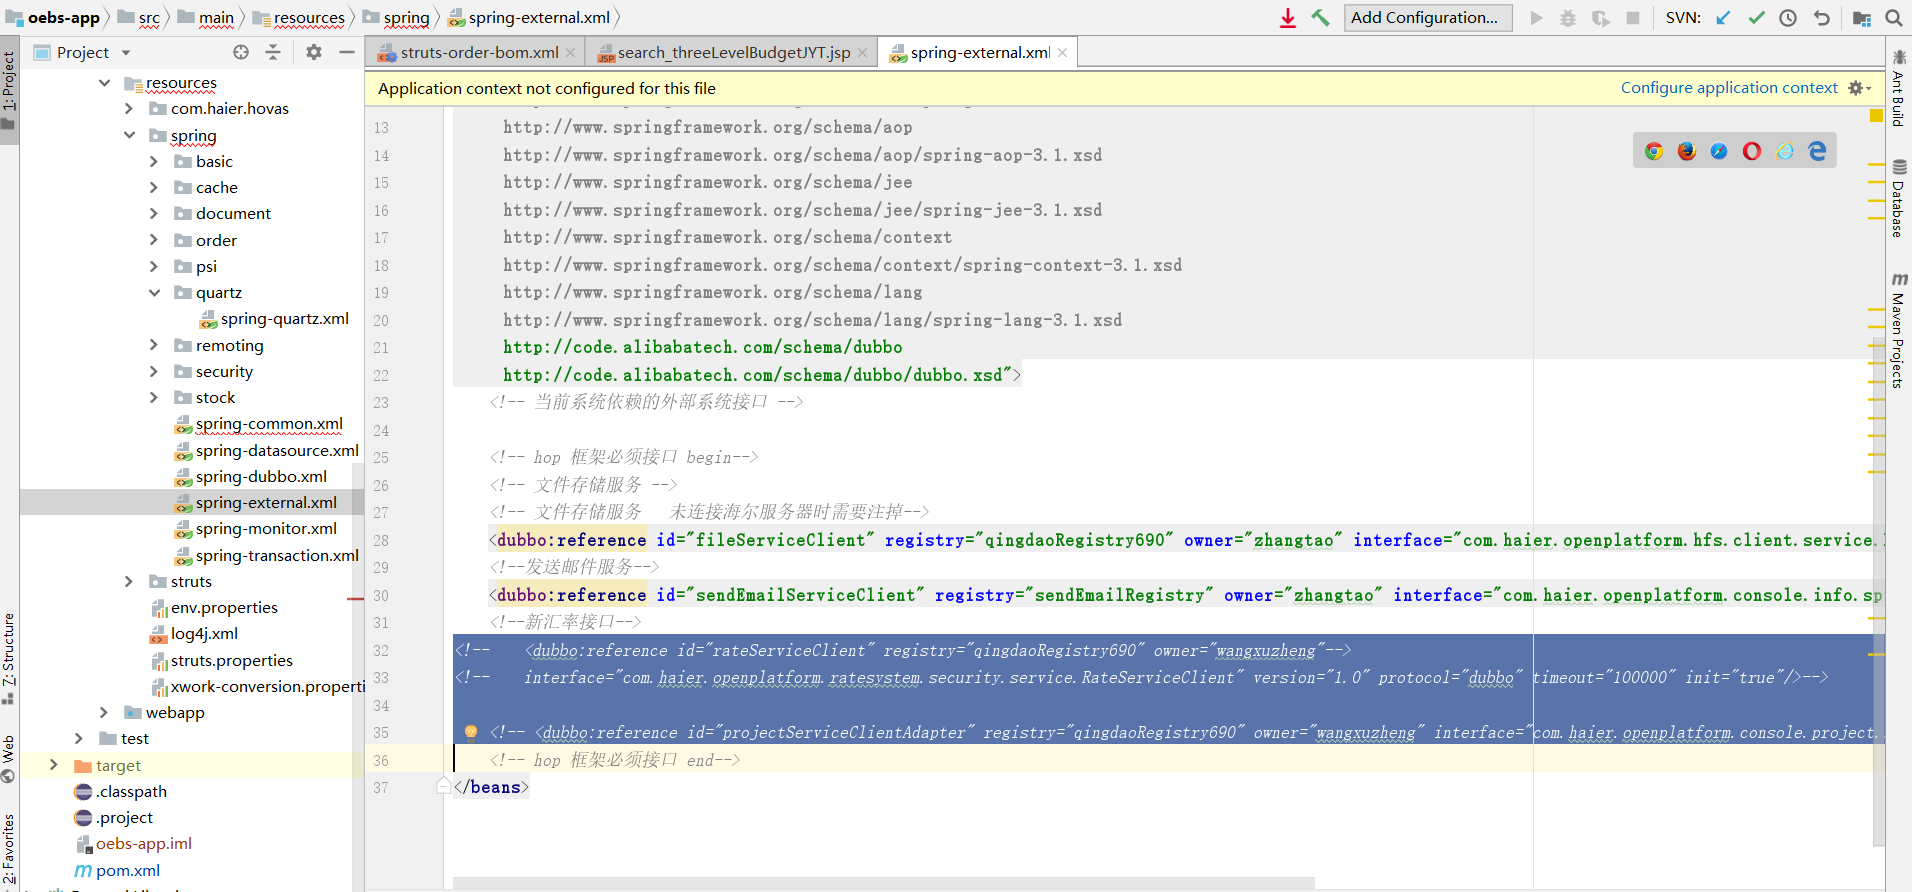 oebs-app src main resources spring spring-external.xml Add Configuration... SVN:
1: Project
Project
struts-order-bom.xml search_threeLevelBudgetJYT.jsp spring-external.xml
Application context not configured for this file Configure application context
resources
com.haier.hovas
spring
basic
cache
document
order
psi
quartz
spring-quartz.xml
remoting
security
stock
spring-common.xml
spring-datasource.xml
spring-dubbo.xml
spring-external.xml
spring-monitor.xml
spring-transaction.xml
struts
env.properties
log4j.xml
struts.properties
xwork-conversion.properti
webapp
test
target
.classpath
.project
oebs-app.iml
pom.xml
7: Structure
Web
2: Favorites
13 http://www.springframework.org/schema/aop
14 http://www.springframework.org/schema/aop/spring-aop-3.1.xsd
15 http://www.springframework.org/schema/jee
16 http://www.springframework.org/schema/jee/spring-jee-3.1.xsd
17 http://www.springframework.org/schema/context
18 http://www.springframework.org/schema/context/spring-context-3.1.xsd
19 http://www.springframework.org/schema/lang
20 http://www.springframework.org/schema/lang/spring-lang-3.1.xsd
21 http://code.alibabatech.com/schema/dubbo
22 http://code.alibabatech.com/schema/dubbo/dubbo.xsd">
23 <!-- 当前系统依赖的外部系统接口 -->
24
25 <!-- hop 框架必须接口 begin-->
26 <!-- 文件存储服务 -->
27 <!-- 文件存储服务 未连接海尔服务器时需要注掉-->
28 <dubbo:reference id="fileServiceClient" registry="qingdaoRegistry690" owner="zhangtao" interface="com.haier.openplatform.hfs.client.service.
29 <!--发送邮件服务-->
30 <dubbo:reference id="sendEmailServiceClient" registry="sendEmailRegistry" owner="zhangtao" interface="com.haier.openplatform.console.info.sp
31 <!--新汇率接口-->
32 <!-- <dubbo:reference id="rateServiceClient" registry="qingdaoRegistry690" owner="wangxuzheng"-->
33 <!-- interface="com.haier.openplatform.ratesystem.security.service.RateServiceClient" version="1.0" protocol="dubbo" timeout="100000" init="true"/>-->
34
35 <!-- <dubbo:reference id="projectServiceClientAdapter" registry="qingdaoRegistry690" owner="wangxuzheng" interface="com.haier.openplatform.console.project.
36 <!-- hop 框架必须接口 end-->
37 </beans>
Ant Build
Database
Maven Projects